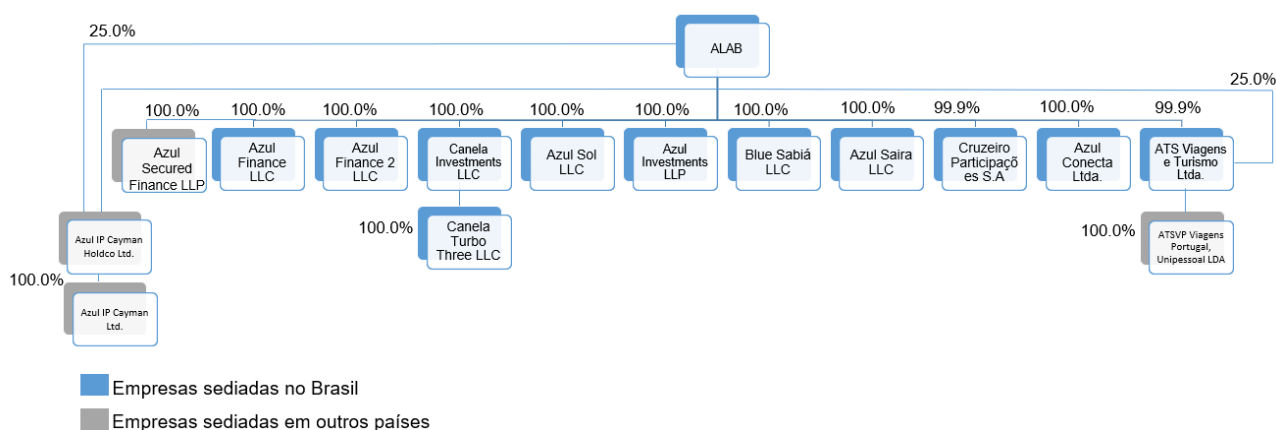 25.0%
ALAB
25.0%
100.0%
100.0%
100.0%
100.0%
100.0%
100.0%
100.0%
100.0%
99.9%
100.0%
99.9%
Azul
Secured
Finance LLP
Azul
Finance
LLC
Azul
Finance 2
LLC
Canela
Investments
LLC
Azul Sol
LLC
Azul
Investments
LLP
Blue Sabiá
LLC
Azul Saira
LLC
Cruzeiro
Participaçõ
es S.A
Azul
Conecta
Ltda.
ATS Viagens
e Turismo
Ltda.
Azul IP Cayman
Holdco Ltd.
100.0%
Canela
Turbo
Three LLC
100.0%
ATSVP Viagens
Portugal,
Unipessoal LDA
100.0%
Azul IP Cayman
Ltd.
Empresas sediadas no Brasil
Empresas sediadas em outros países